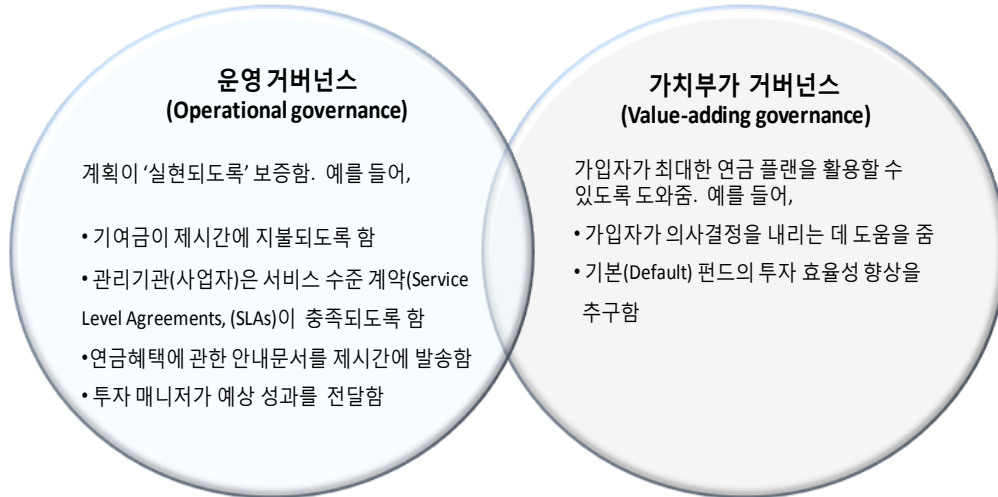 운영 거버넌스
(Operational governance)
계획이 ‘실현되도록’ 보증함. 예를 들어,
• 기여금이 제시간에 지불되도록 함
• 관리기관(사업자)은 서비스 수준 계약(Service
Level Agreements, (SLAs)이 충족되도록 함
•연금혜택에 관한 안내문서를 제시간에 발송함
• 투자 매니저가 예상 성과를 전달함
가치부가 거버넌스
(Value-adding governance)
가입자가 최대한 연금 플랜을 활용할 수
있도록 도와줌. 예를 들어,
• 가입자가 의사결정을 내리는 데 도움을 줌
• 기본(Default) 펀드의 투자 효율성 향상을
추구함